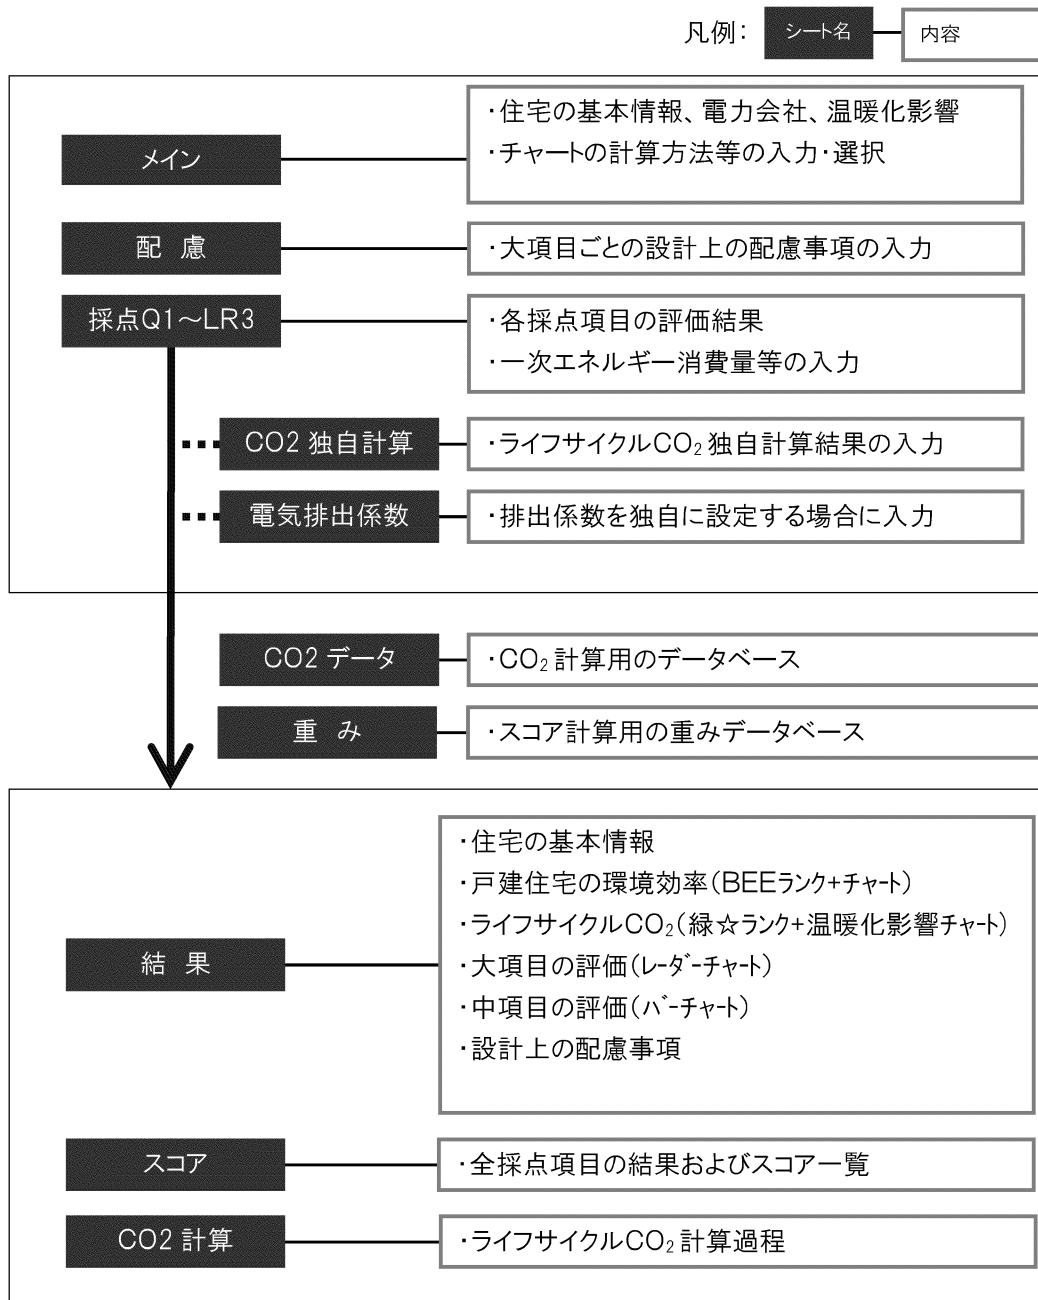 凡例：
シート名
内容
メイン
・住宅の基本情報、電力会社、温暖化影響
・チャートの計算方法等の入力・選択
配　慮
・大項目ごとの設計上の配慮事項の入力
採点Q1～LR3
・各採点項目の評価結果
・一次エネルギー消費量等の入力
CO2 独自計算
・ライフサイクルCO₂独自計算結果の入力
電気排出係数
・排出係数を独自に設定する場合に入力
CO2 データ
・CO₂計算用のデータベース
重　み
・スコア計算用の重みデータベース
結　果
・住宅の基本情報
・戸建住宅の環境効率（BEEﾗﾝｸ+ﾁｬｰﾄ）
・ライフサイクルCO₂（緑☆ﾗﾝｸ+温暖化影響ﾁｬｰﾄ）
・大項目の評価（ﾚｰﾀﾞｰﾁｬｰﾄ）
・中項目の評価（ﾊﾞｰﾁｬｰﾄ）
・設計上の配慮事項
スコア
・全採点項目の結果およびスコア一覧
CO2 計算
・ライフサイクルCO₂計算過程